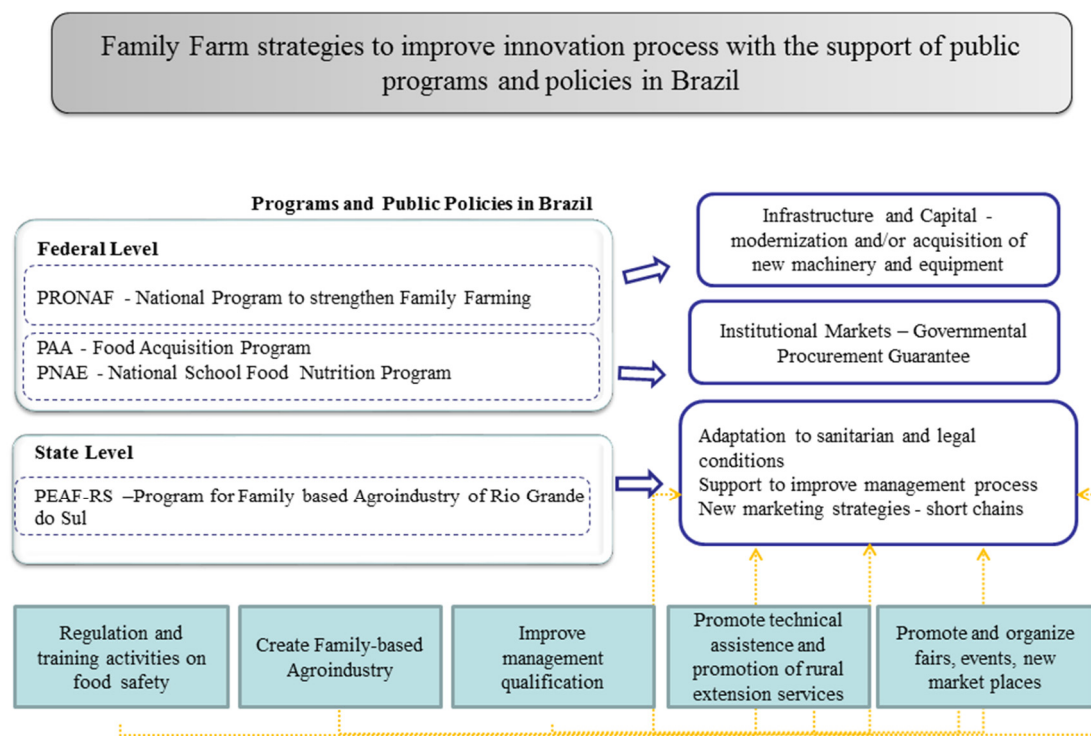 Family Farm strategies to improve innovation process with the support of public
programs and policies in Brazil
Programs and Public Policies in Brazil
Federal Level
PRONAF - National Program to strengthen Family Farming
PAA - Food Acquisition Program
PNAE - National School Food Nutrition Program
State Level
PEAF-RS –Program for Family based Agroindustry of Rio Grande
do Sul
Infrastructure and Capital -
modernization and/or acquisition of
new machinery and equipment
Institutional Markets – Governmental
Procurement Guarantee
Adaptation to sanitarian and legal
conditions
Support to improve management process
New marketing strategies - short chains
Regulation and
training activities on
food safety
Create Family-based
Agroindustry
Improve
management
qualification
Promote technical
assistence and
promotion of rural
extension services
Promote and organize
fairs, events, new
market places